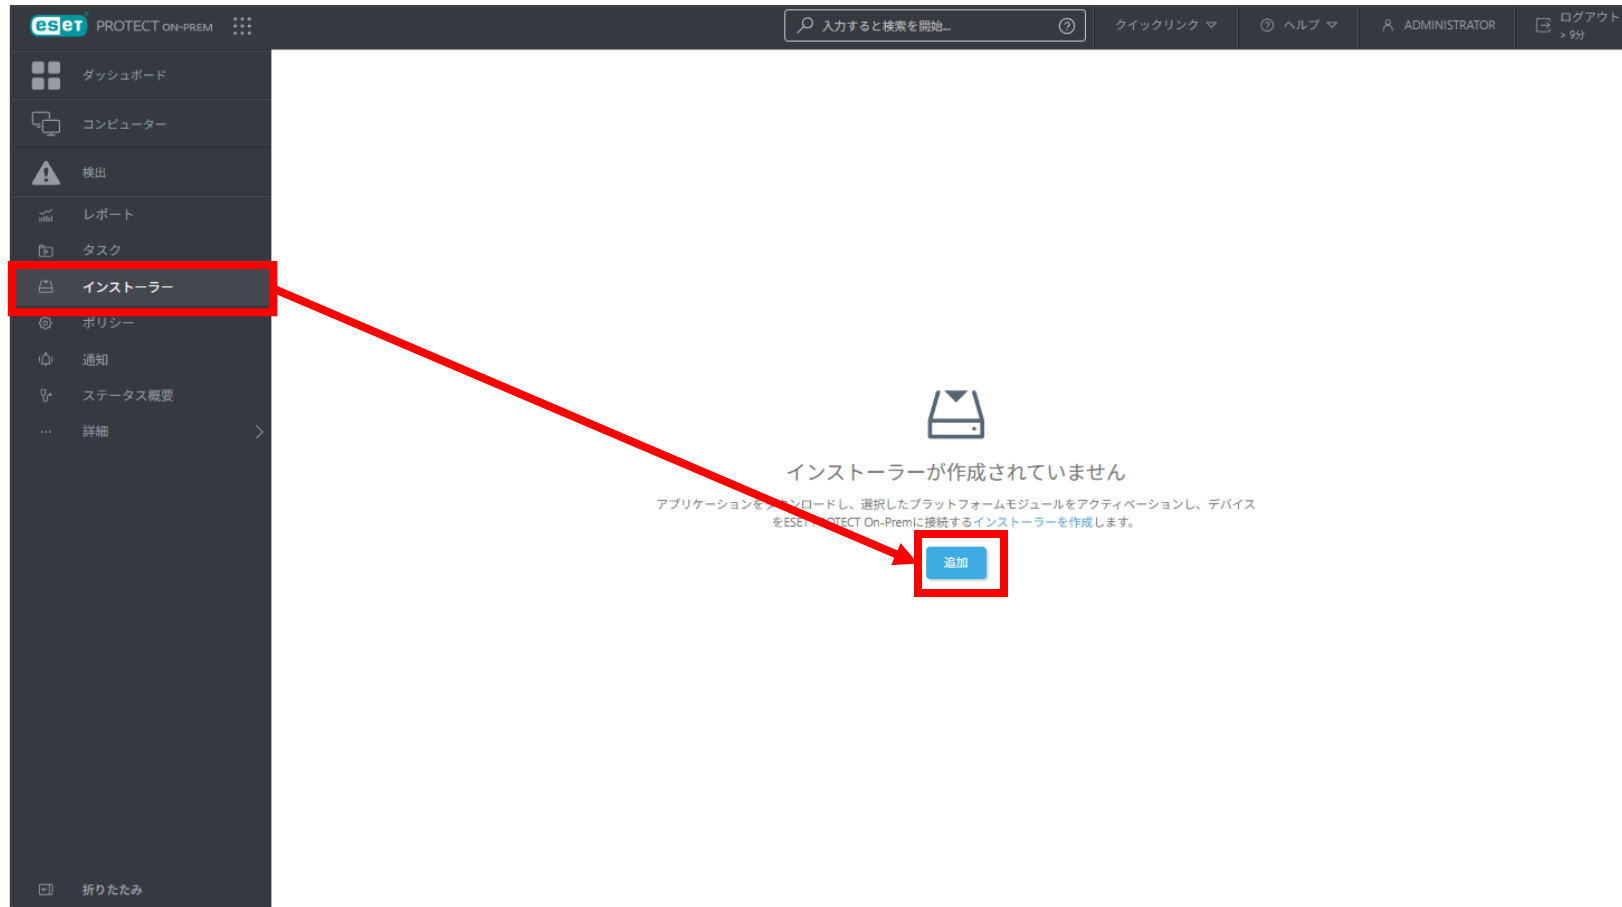 eset PROTECT ON-PREM
入力すると検索を開始...
クイックリンク
ヘルプ
ADMINISTRATOR
ログアウト
> 9分
ダッシュボード
コンピューター
検出
レポート
タスク
インストーラー
ポリシー
通知
ステータス概要
詳細
インストーラーが作成されていません
アプリケーションをダウンロードし、選択したプラットフォームモジュールをアクティベーションし、デバイス
をESET PROTECT On-Premに接続するインストーラーを作成します。
追加
折りたたみ